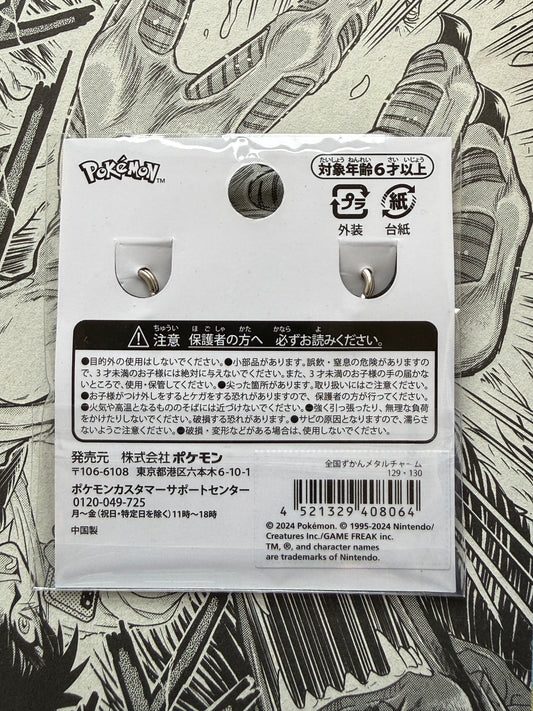 POKéMON™
たいしょう ねんれい さい いじょう
対象年齢6才以上
プラ 紙
外装 台紙
ちゅうい ほ ご しゃ かた かなら よ
注意 保護者の方へ 必ずお読みください。
●目的外の使用はしないでください。●小部品があります。誤飲・窒息の危険がありますの
で、3才未満のお子様には絶対に与えないでください。また、3才未満のお子様の手の届かな
いところで、使用・保管してください。●尖った箇所があります。取り扱いにはご注意ください。
●お子様がつけ外しをするとケガをする恐れがありますので、保護者の方が行ってください。
●火気や高温となるもののそばには近づけないでください。●強く引っ張ったり、無理な負荷
をかけたりしないでください。破損する恐れがあります。●サビの原因となりますので、濡らさ
ないようご注意ください。●破損・変形などがある場合は、使用しないでください。
発売元 株式会社ポケモン
〒106-6108 東京都港区六本木6-10-1
ポケモンカスタマーサポートセンター
0120-049-725
月〜金(祝日・特定日を除く)11時〜18時
中国製
全国ずかんメタルチャーム
129・130
4 521329 408064
© 2024 Pokémon. © 1995-2024 Nintendo/
Creatures Inc./GAME FREAK inc.
TM, ®, and character names
are trademarks of Nintendo.